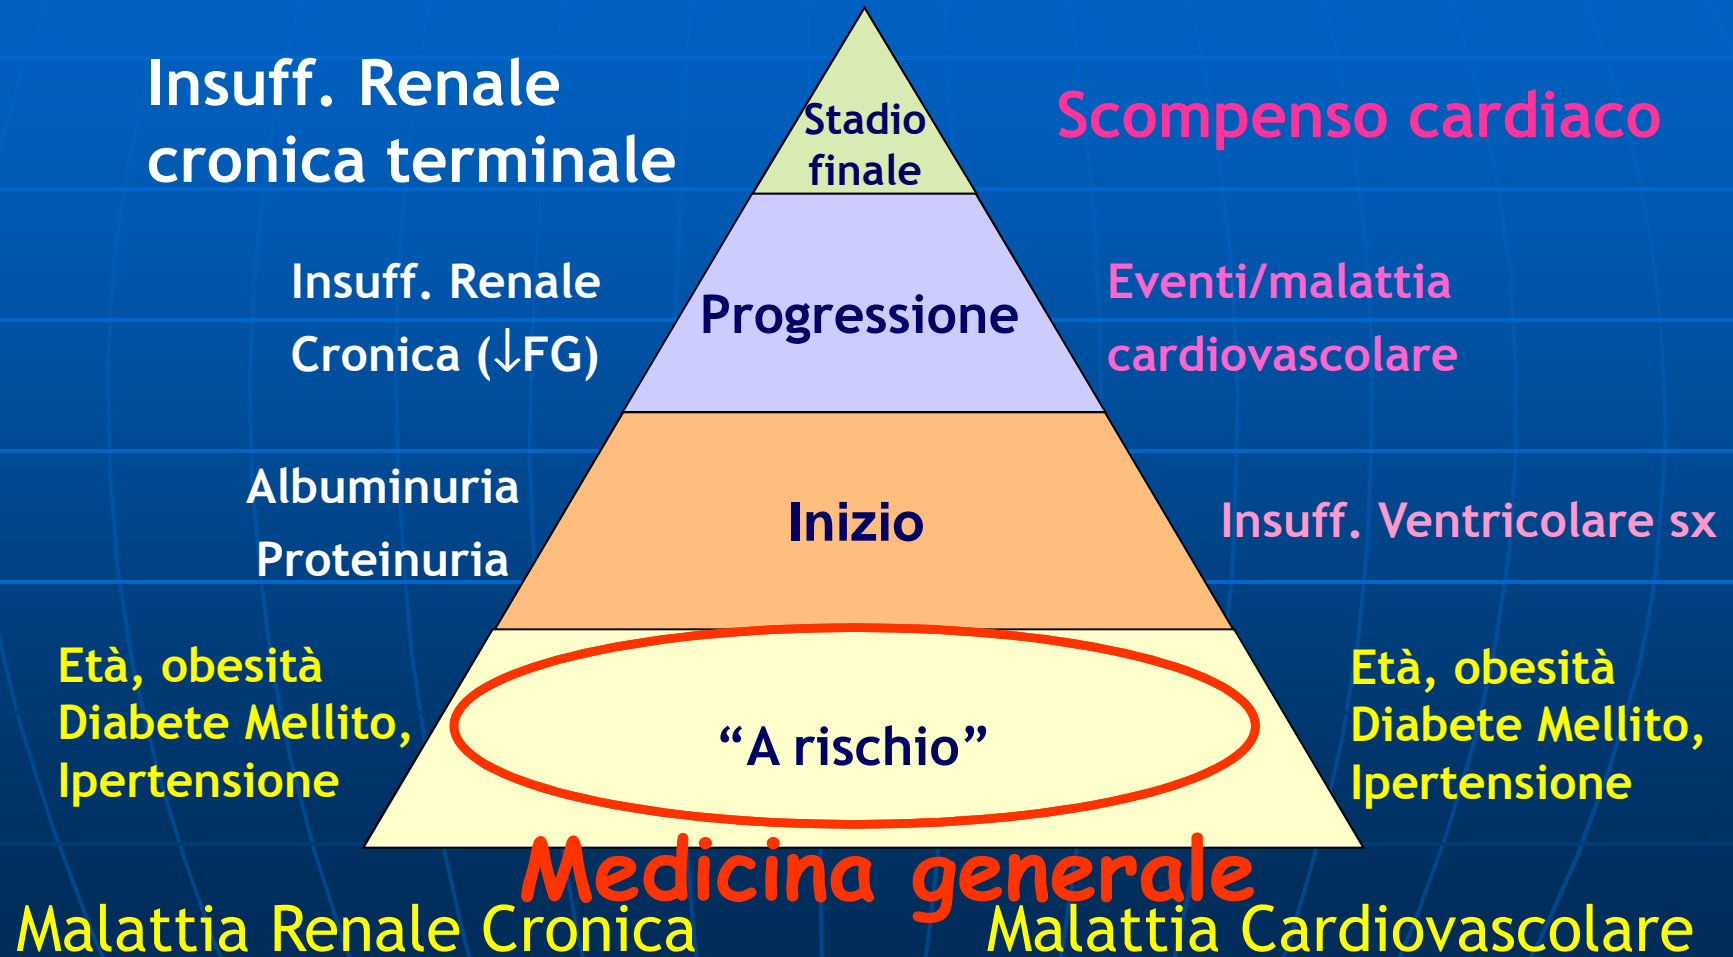 Insuff. Renale
cronica terminale
Stadio
finale
Scompenso cardiaco
Insuff. Renale
Cronica (↓FG)
Progressione
Eventi/malattia
cardiovascolare
Albuminuria
Proteinuria
Inizio
Insuff. Ventricolare sx
Età, obesità
Diabete Mellito,
Ipertensione
“A rischio”
Età, obesità
Diabete Mellito,
Ipertensione
Medicina generale
Malattia Renale Cronica
Malattia Cardiovascolare